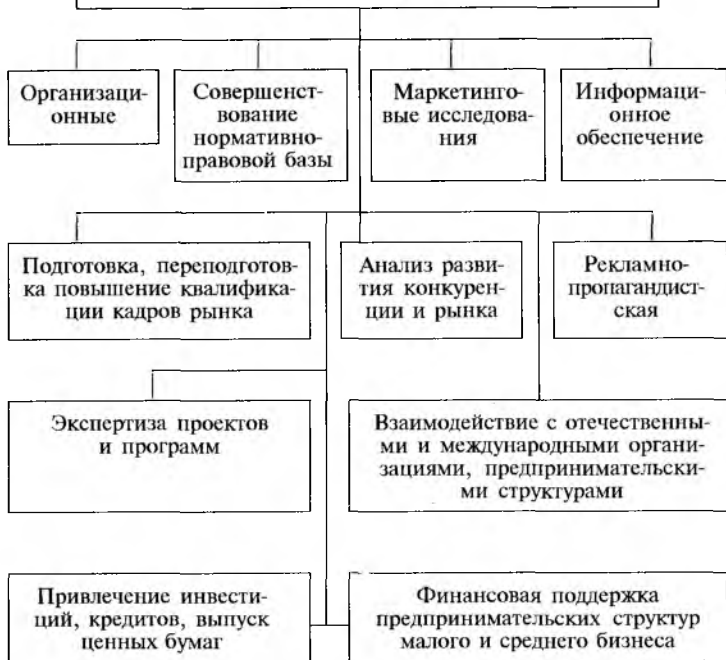 Организаци-
онные
Совершенст-
вование
нормативно-
правовой базы
Маркетинго-
вые исследова-
ния
Информаци-
онное
обеспечение
Подготовка, переподготов-
ка повышение квалифика-
ции кадров рынка
Анализ разви-
тия конкурен-
ции и рынка
Рекламно-
пропагандист-
ская
Экспертиза проектов
и программ
Взаимодействие с отечественны-
ми и международными органи-
зациями, предпринимательски-
ми структурами
Привлечение инвести-
ций, кредитов, выпуск
ценных бумаг
Финансовая поддержка
предпринимательских структур
малого и среднего бизнеса